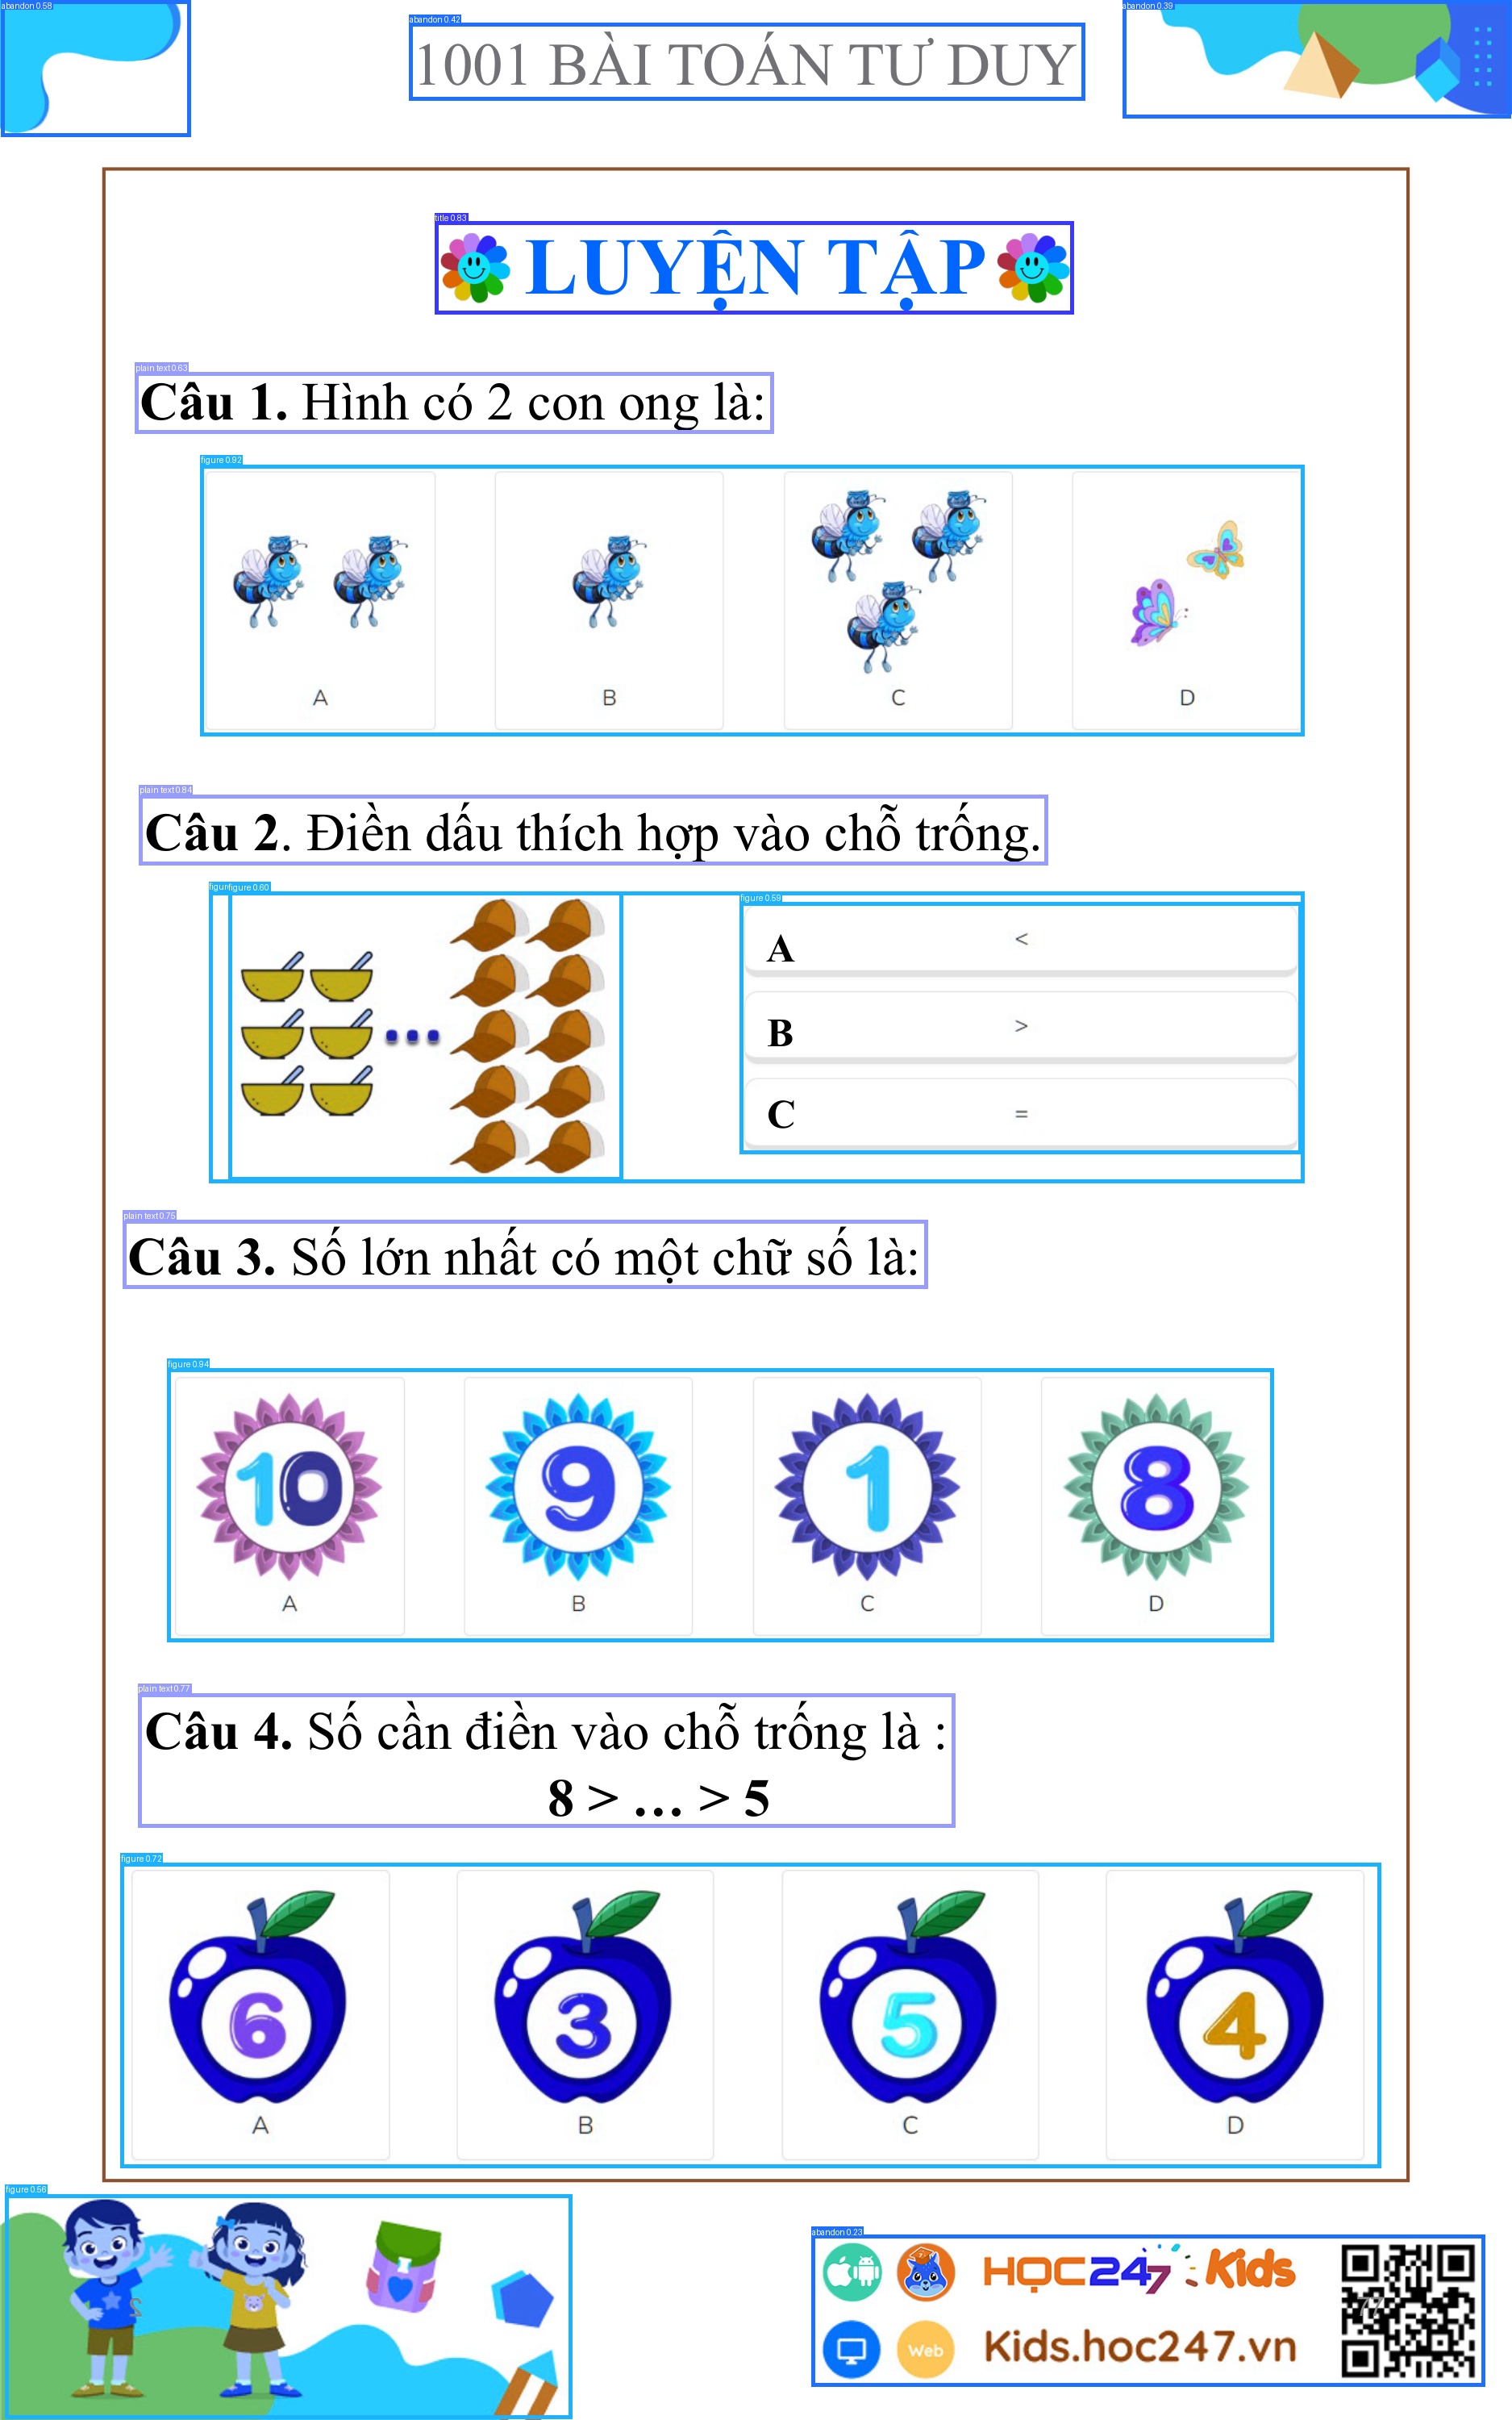 abandon 0.58
abandon 0.42
abandon 0.39
1001 BÀI TOÁN TƯ DUY
title 0.83
LUYỆN TẬP
plain text 0.63
Câu 1. Hình có 2 con ong là:
figure 0.92
A B C D
plain text 0.84
Câu 2. Điền dấu thích hợp vào chỗ trống.
figure 0.60
figure 0.59
...
A <
B >
C =
plain text 0.75
Câu 3. Số lớn nhất có một chữ số là:
figure 0.94
10 9 1 8
A B C D
plain text 0.77
Câu 4. Số cần điền vào chỗ trống là :
8 > ... > 5
figure 0.72
6 3 5 4
A B C D
figure 0.56
abandon 0.23
HỌC247 Kids
77
Web
Kids.hoc247.vn